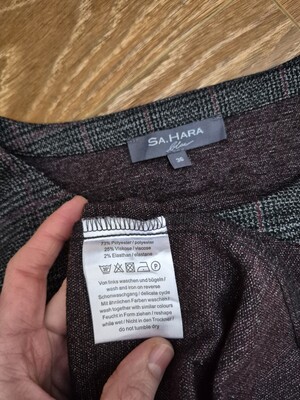 SA.HARA
38
72% Polyester / polyester
26% Viskose / viscose
2% Elasthan / elastane
Von links waschen und bügeln /
wash and iron on reverse
Schonwaschgang / delicate cycle
Mit ähnlichen Farben waschen /
wash with similar colours
Feucht in Form ziehen / reshape
while wet / Nicht in den Trockner /
do not tumble dry